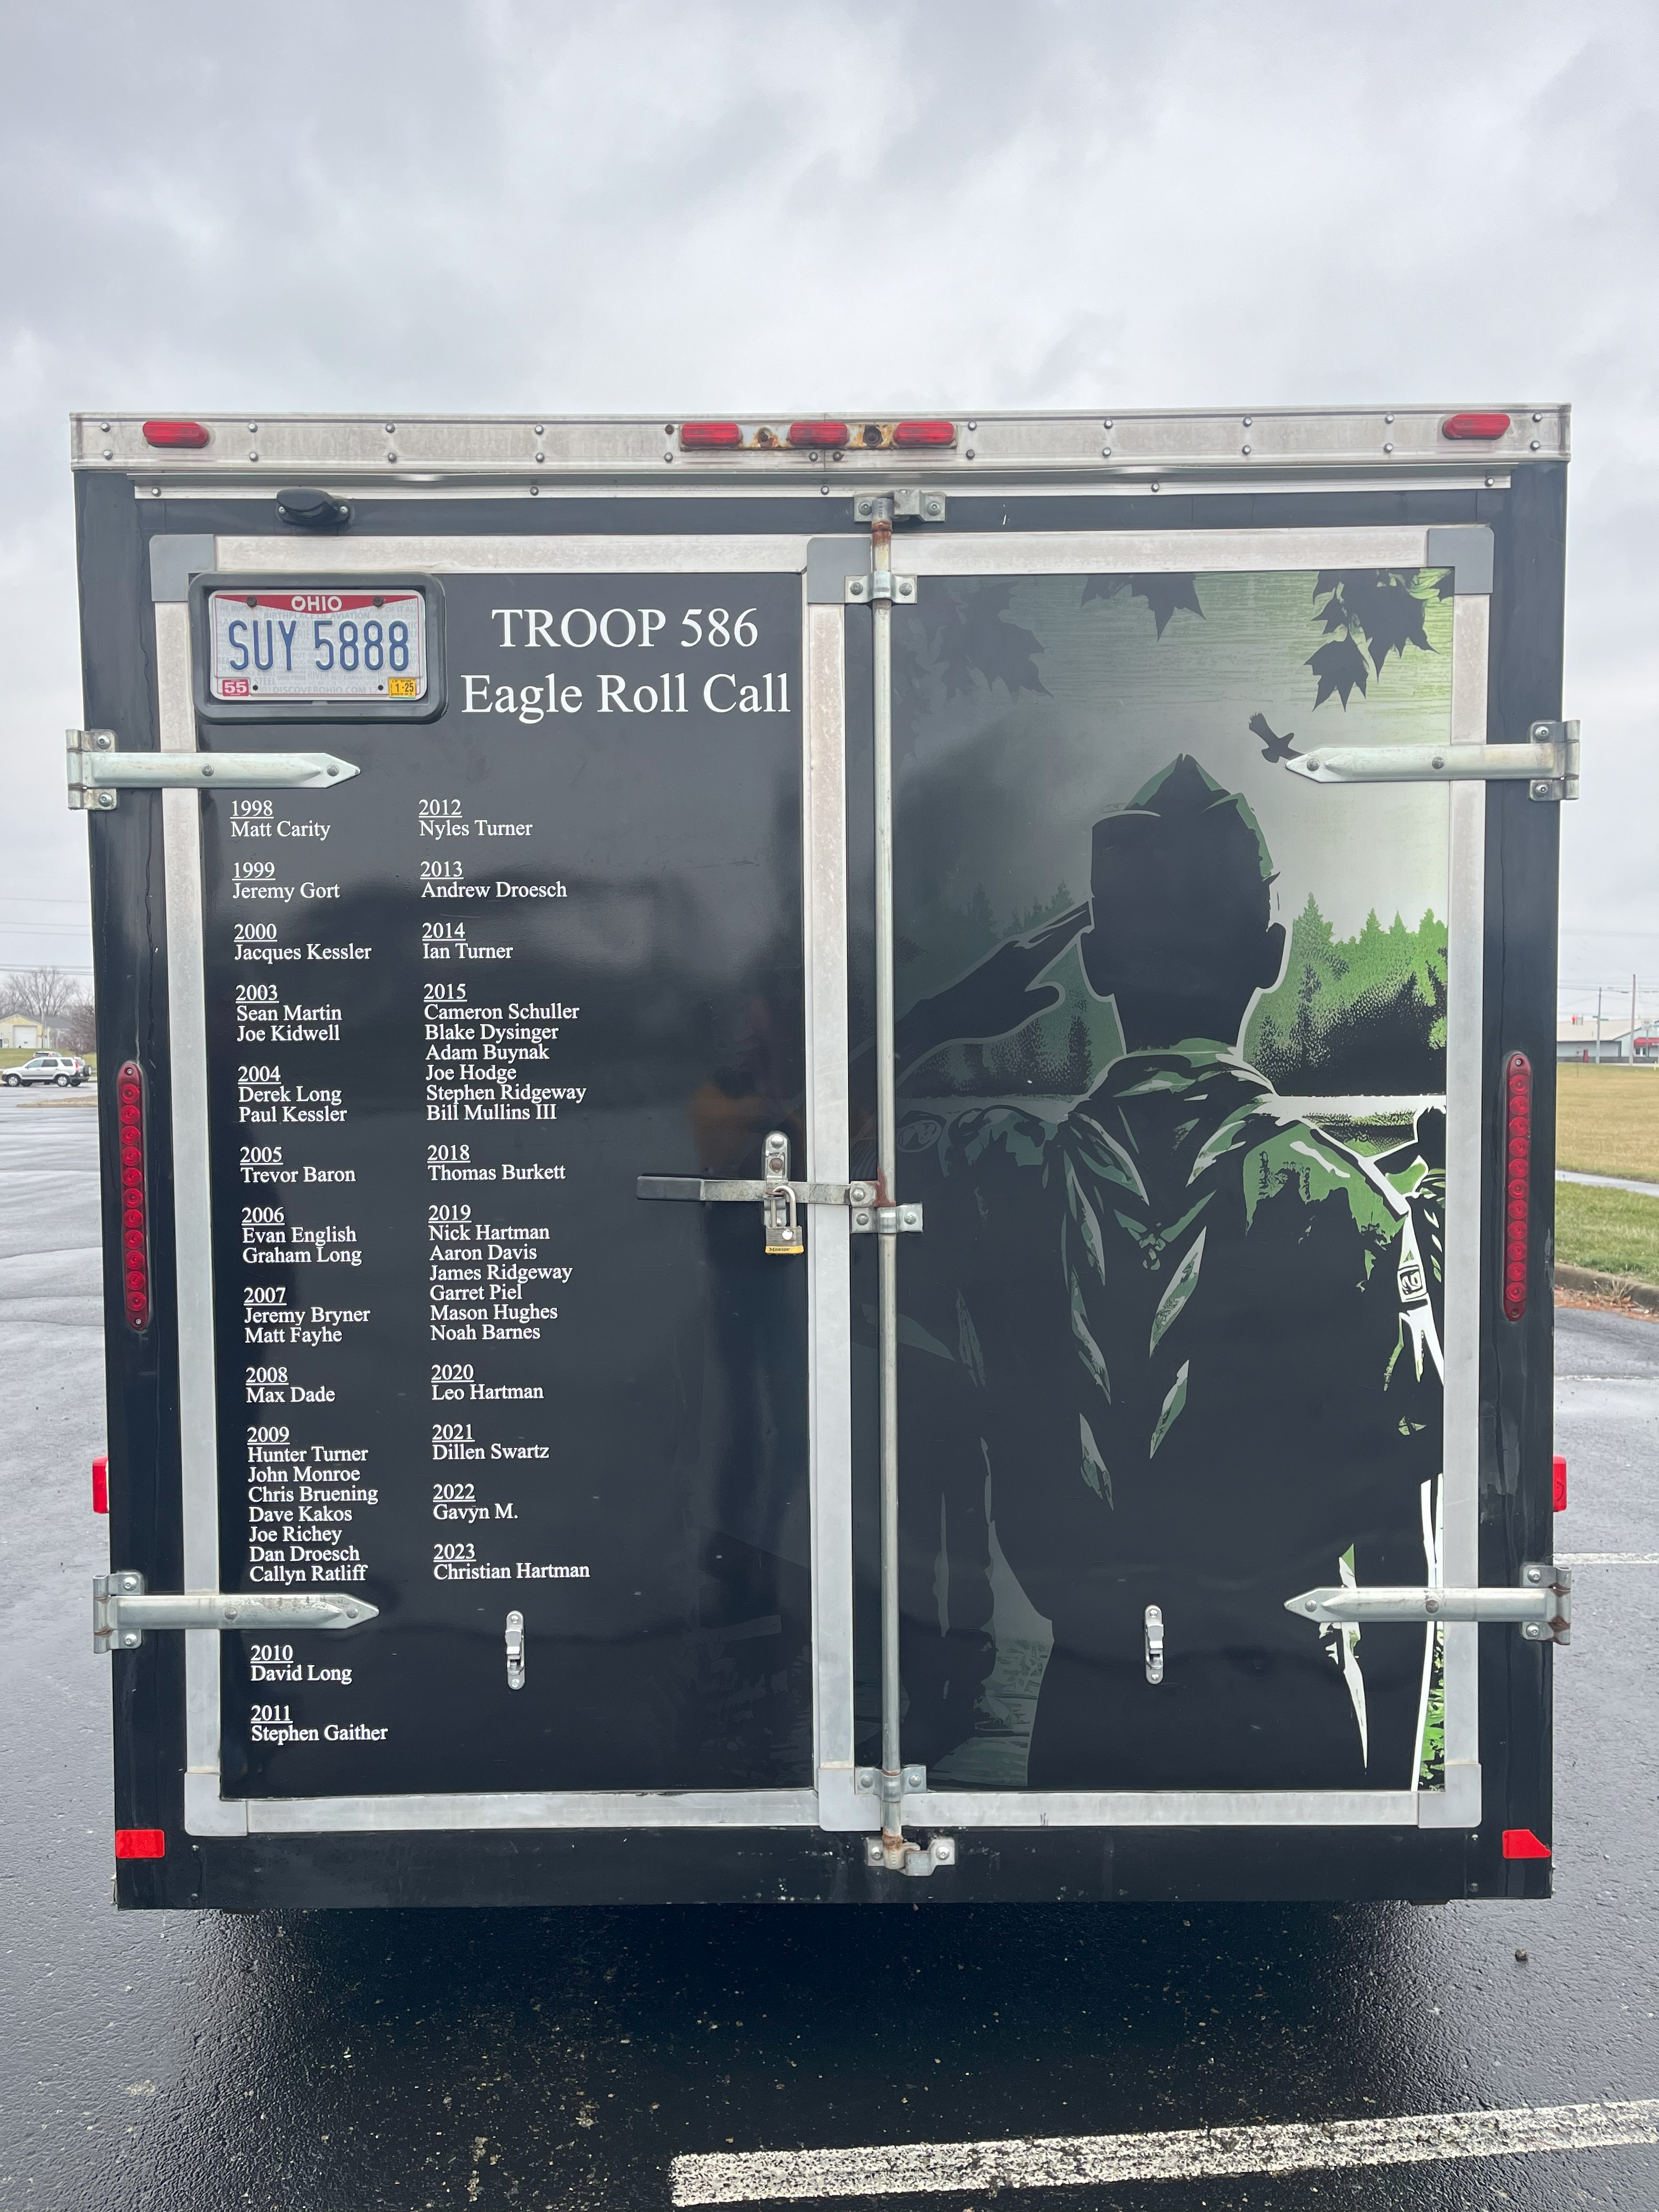 OHIO
BIRTHPLACE OF AVIATION
SUY 5888
55
1-25
DISCOVEROHIO.COM
TROOP 586
Eagle Roll Call
1998
Matt Carity
1999
Jeremy Gort
2000
Jacques Kessler
2003
Sean Martin
Joe Kidwell
2004
Derek Long
Paul Kessler
2005
Trevor Baron
2006
Evan English
Graham Long
2007
Jeremy Bryner
Matt Fayhe
2008
Max Dade
2009
Hunter Turner
John Monroe
Chris Bruening
Dave Kakos
Joe Richey
Dan Droesch
Callyn Ratliff
2010
David Long
2011
Stephen Gaither
2012
Nyles Turner
2013
Andrew Droesch
2014
Ian Turner
2015
Cameron Schuller
Blake Dysinger
Adam Buynak
Joe Hodge
Stephen Ridgeway
Bill Mullins III
2018
Thomas Burkett
2019
Nick Hartman
Aaron Davis
James Ridgeway
Garret Piel
Mason Hughes
Noah Barnes
2020
Leo Hartman
2021
Dillen Swartz
2022
Gavyn M.
2023
Christian Hartman
Master